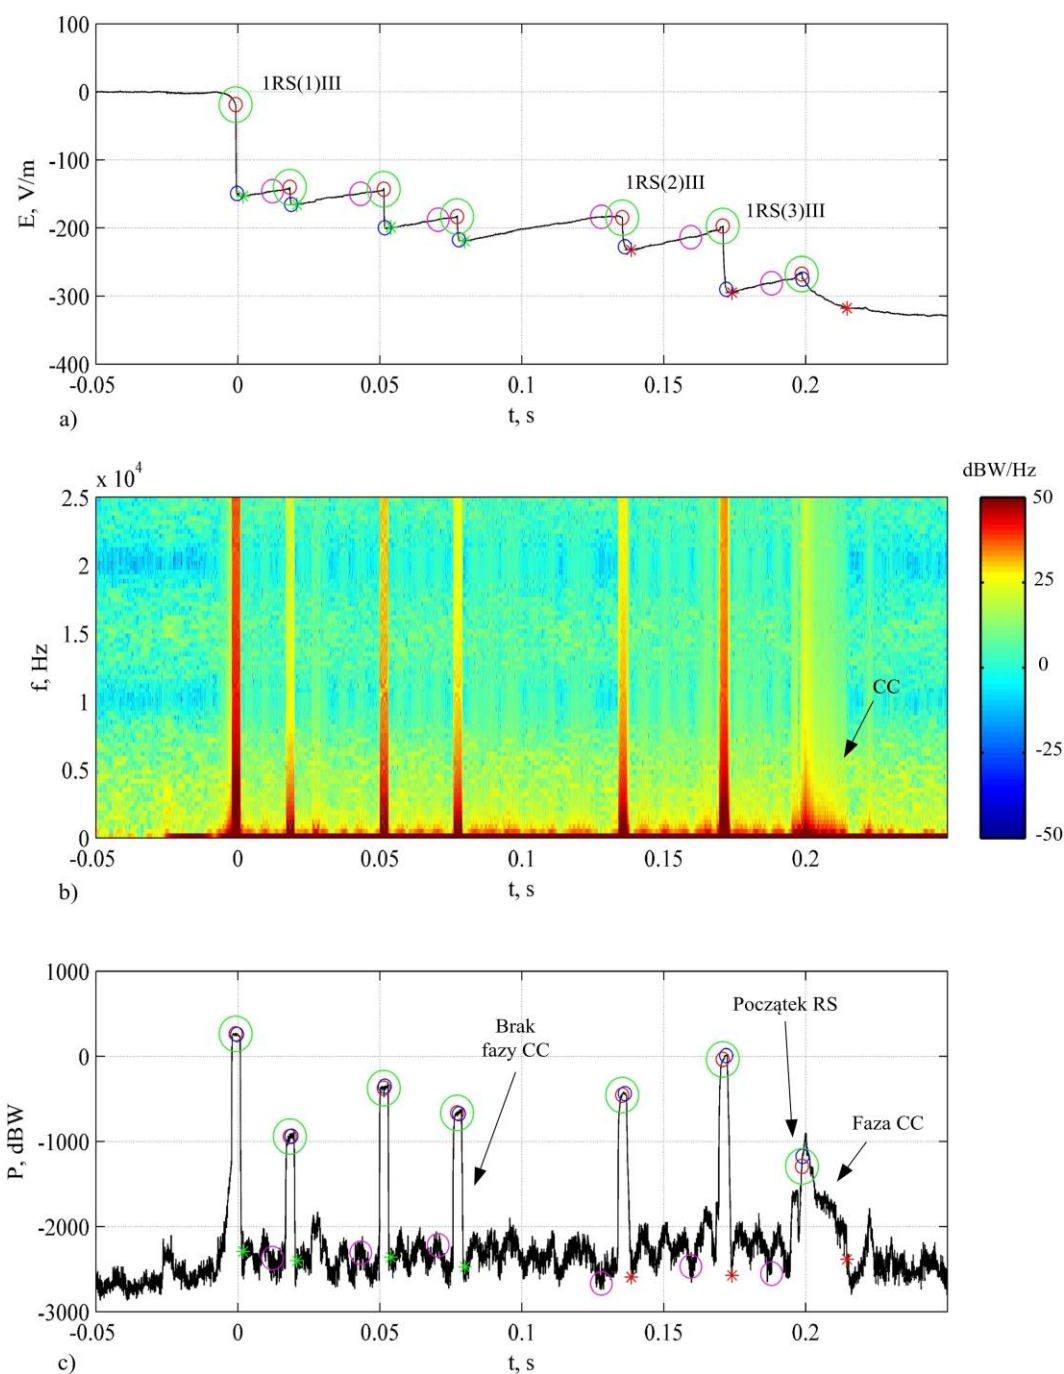 100
0
-100
-200
-300
-400
E, V/m
1RS(1)III
1RS(2)III
1RS(3)III
-0.05 0 0.05 0.1 0.15 0.2
t, s
a)
x 10^4
2.5
2
1.5
1
0.5
0
f, Hz
CC
dBW/Hz
50
25
0
-25
-50
-0.05 0 0.05 0.1 0.15 0.2
t, s
b)
1000
0
-1000
-2000
-3000
P, dBW
Brak
fazy CC
Początek RS
Faza CC
-0.05 0 0.05 0.1 0.15 0.2
t, s
c)